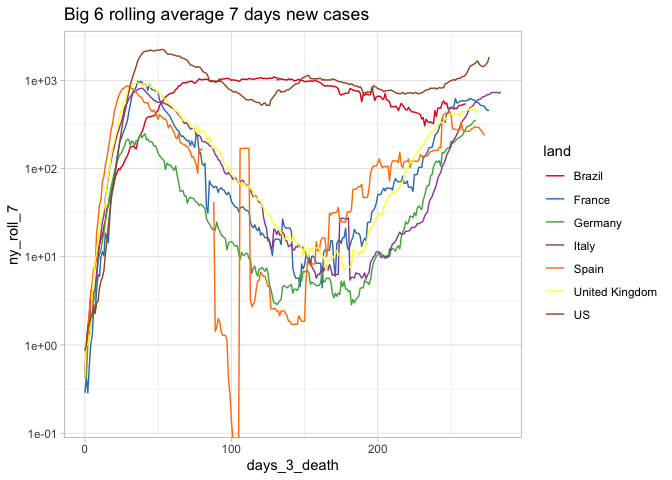 Big 6 rolling average 7 days new cases
ny_roll_7
1e+03
1e+02
1e+01
1e+00
1e-01
0
100
200
days_3_death
land
Brazil
France
Germany
Italy
Spain
United Kingdom
US